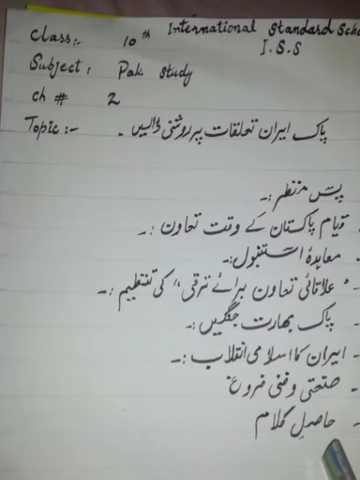 International Standard Scho
I.S.S
Class:- 10th
Subject: Pak study
ch # 2
Topic:- پاک ایران تعلقات پر روشنی ڈالیں -
پس منظر :-
- قیام پاکستان کے وقت تعاون :-
- معاہدہ استنبول :-
- "علاقائی تعاون برائے ترقی" کی تنظیم :-
- پاک بھارت جنگیں :-
- ایران کا اسلامی انقلاب :-
- صنعتی و فنی فروغ
- حاصل کلام